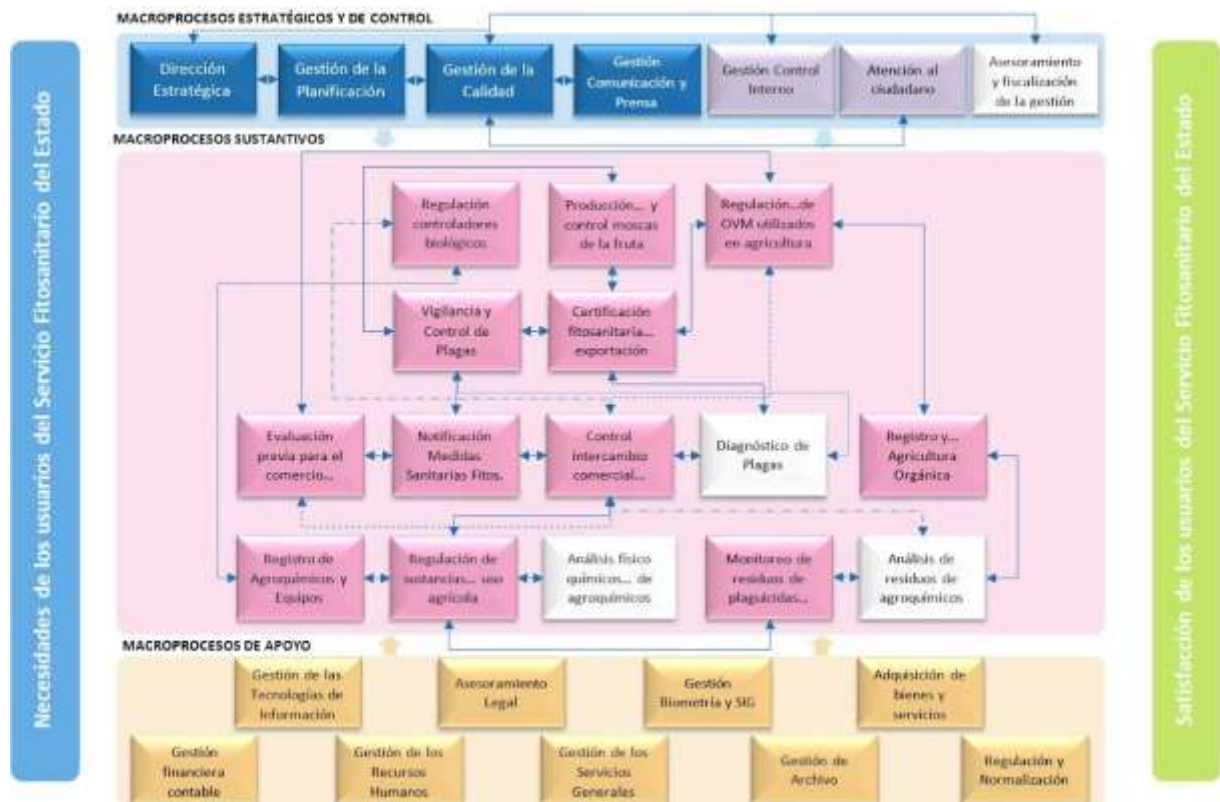 MACROPROCESOS ESTRATÉGICOS Y DE CONTROL
Necesidades de los usuarios del Servicio Fitosanitario del Estado
Dirección
Estratégica
Gestión de la
Planificación
Gestión de la
Calidad
Gestión
Comunicación y
Prensa
Gestión Control
Interno
Atención al
ciudadano
Asesoramiento
y fiscalización
de la gestión
MACROPROCESOS SUSTANTIVOS
Regulación
controladores
biológicos
Producción... y
control moscas
de la fruta
Regulación...de
OVM utilizados
en agricultura
Vigilancia y
Control de
Plagas
Certificación
fitosanitaria...
exportación
Evaluación
previa para el
comercio...
Notificación
Medidas
Sanitarias Fitos.
Control
intercambio
comercial...
Diagnóstico de
Plagas
Registro y...
Agricultura
Orgánica
Registro de
Agroquímicos y
Equipos
Regulación de
sustancias... uso
agrícola
Análisis físico
químicos... de
agroquímicos
Monitoreo de
residuos de
plaguicidas...
Análisis de
residuos de
agroquímicos
MACROPROCESOS DE APOYO
Gestión de las
Tecnologías de
Información
Asesoramiento
Legal
Gestión
Biometría y SIG
Adquisición de
bienes y
servicios
Gestión
financiera
contable
Gestión de los
Recursos
Humanos
Gestión de los
Servicios
Generales
Gestión de
Archivo
Regulación y
Normalización
Satisfacción de los usuarios del Servicio Fitosanitario del Estado